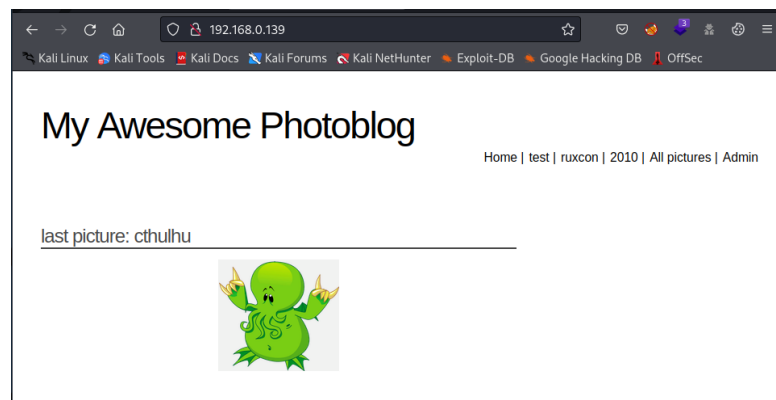 192.168.0.139
3
Kali Linux Kali Tools Kali Docs Kali Forums Kali NetHunter Exploit-DB Google Hacking DB OffSec
My Awesome Photoblog
Home | test | ruxcon | 2010 | All pictures | Admin
last picture: cthulhu